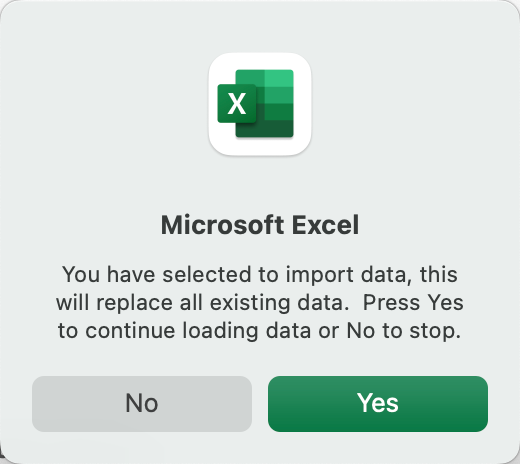 X
Microsoft Excel
You have selected to import data, this
will replace all existing data.  Press Yes
to continue loading data or No to stop.
No
Yes